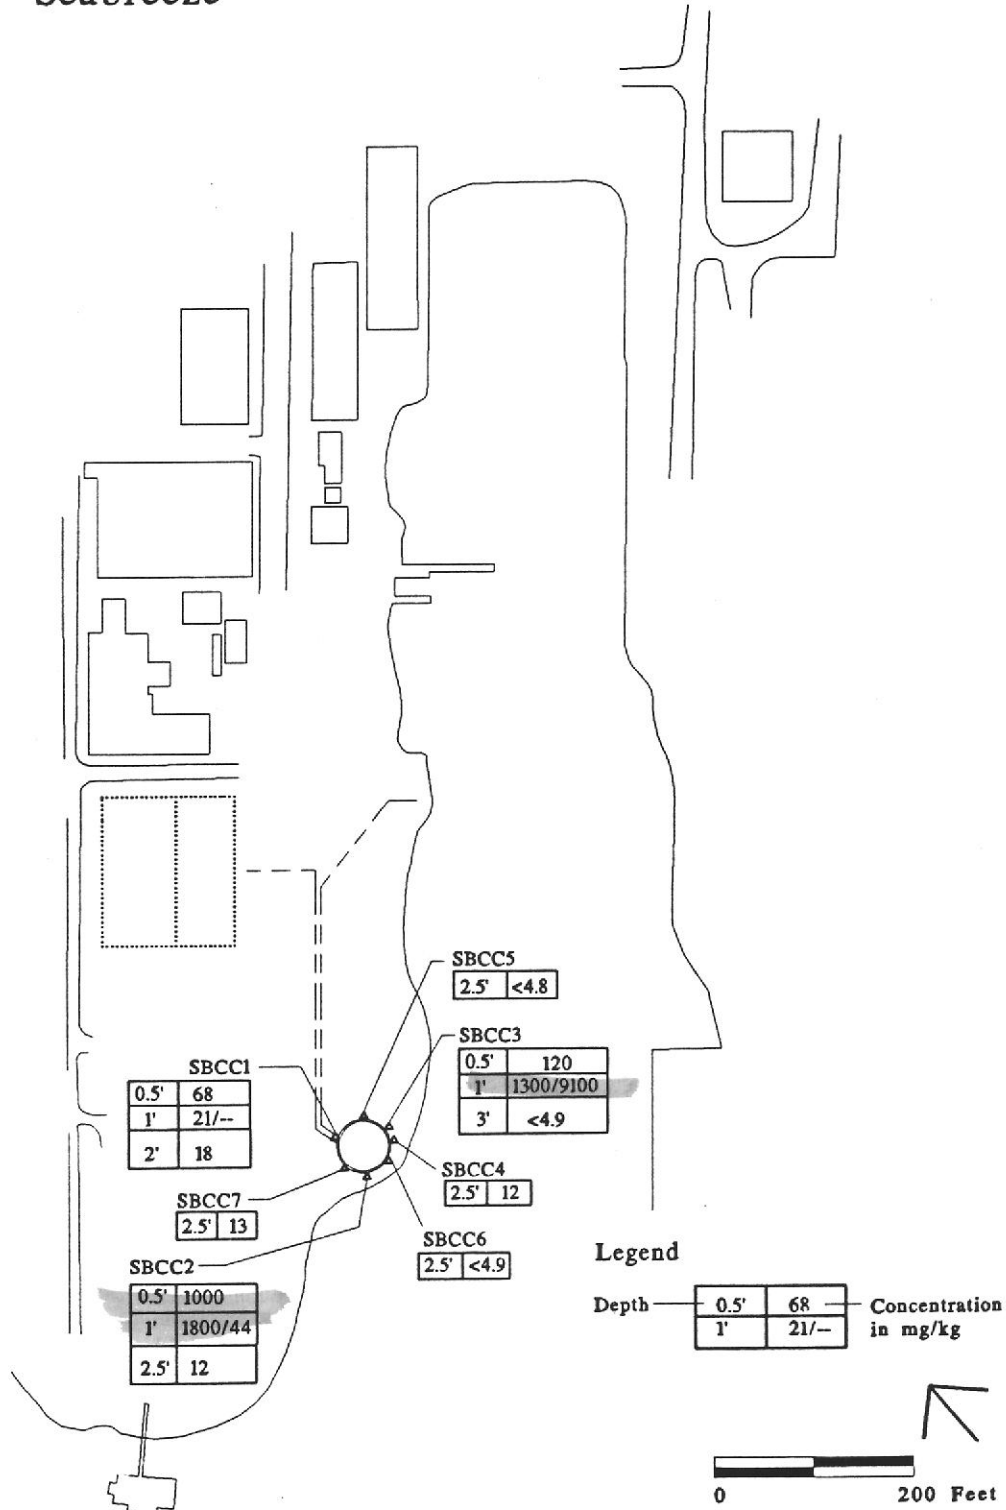 Seabreeze
SBCC5
2.5' <4.8
SBCC3
0.5' 120
1' 1300/9100
3' <4.9
SBCC1
0.5' 68
1' 21/--
2' 18
SBCC4
2.5' 12
SBCC7
2.5' 13
SBCC6
2.5' <4.9
SBCC2
0.5' 1000
1' 1800/44
2.5' 12
Legend
Depth 0.5' 68 Concentration
1' 21/-- in mg/kg
0 200 Feet